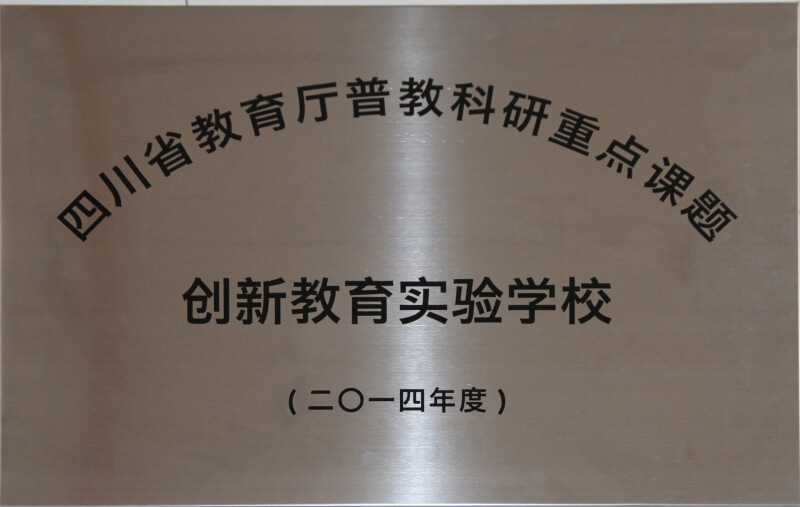 四川省教育厅普教科研重点课题
创新教育实验学校
(二〇一四年度)